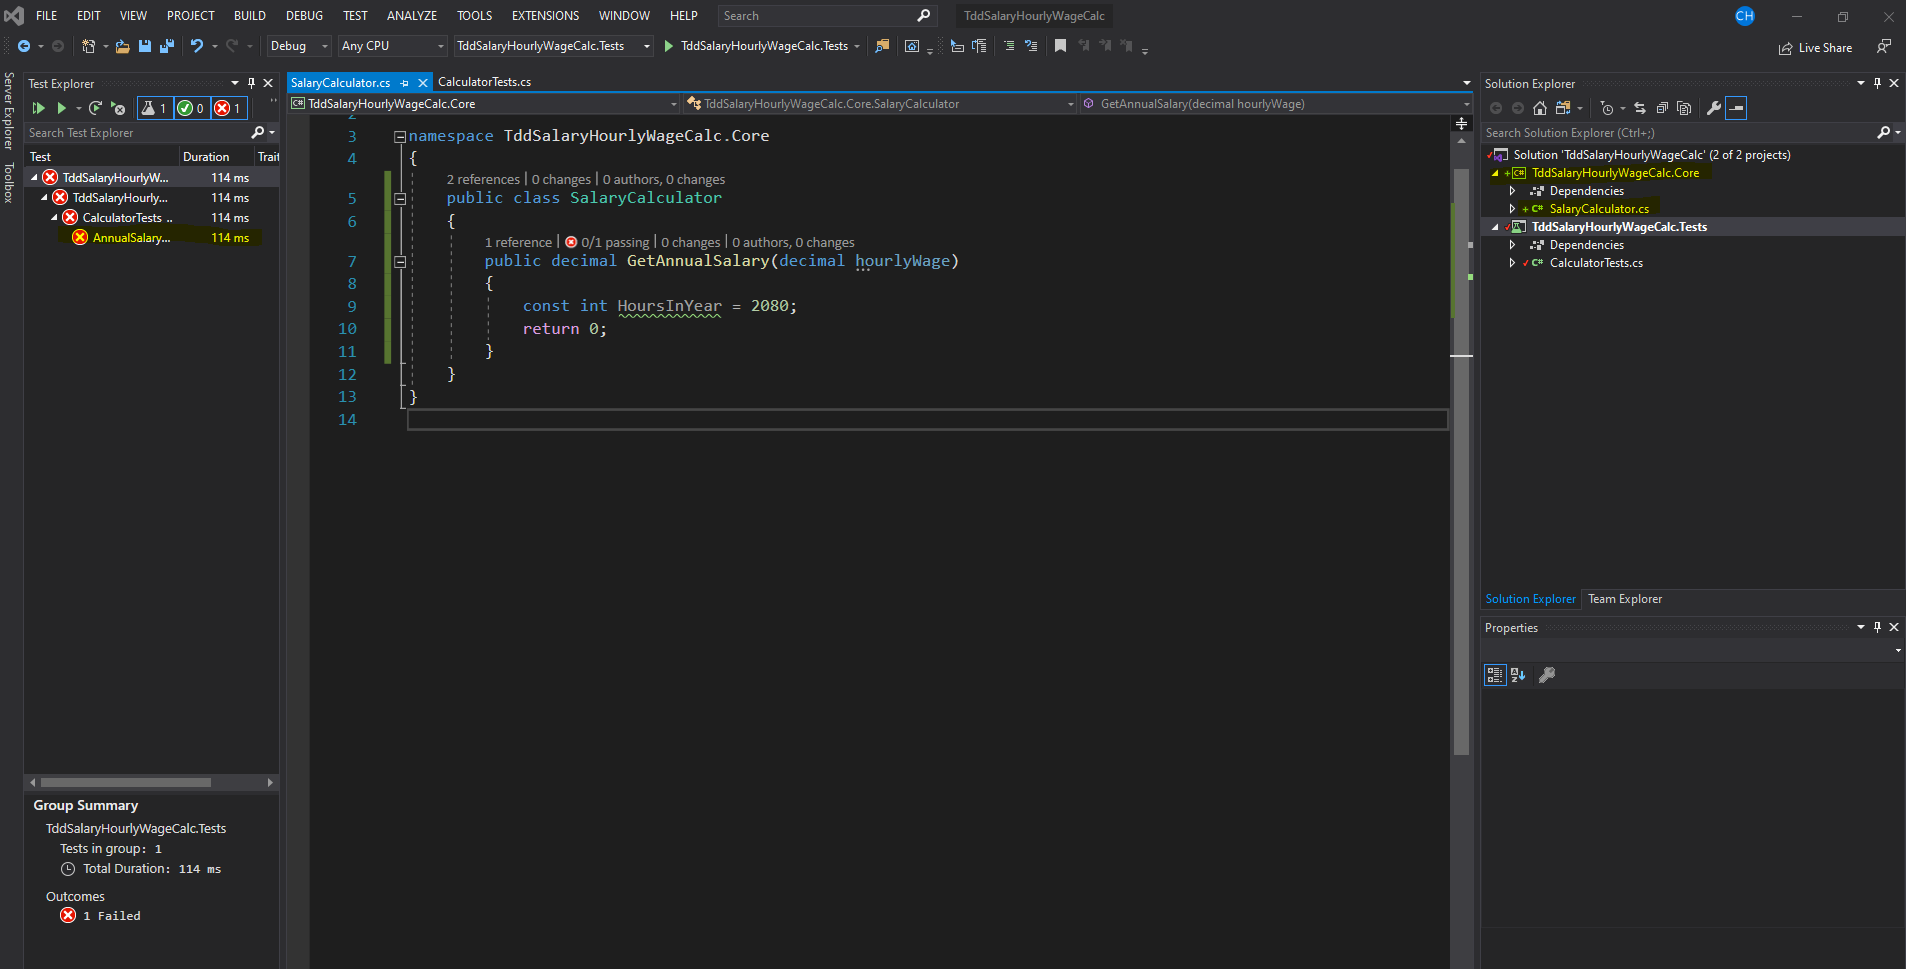 FILE EDIT VIEW PROJECT BUILD DEBUG TEST ANALYZE TOOLS EXTENSIONS WINDOW HELP Search TddSalaryHourlyWageCalc CH
Debug Any CPU TddSalaryHourlyWageCalc.Tests TddSalaryHourlyWageCalc.Tests Live Share
Server Explorer
Toolbox
Test Explorer
1 0 1
Search Test Explorer
Test Duration Trait
TddSalaryHourlyW... 114 ms
TddSalaryHourly... 114 ms
CalculatorTests .. 114 ms
AnnualSalary... 114 ms
Group Summary
TddSalaryHourlyWageCalc.Tests
Tests in group: 1
Total Duration: 114 ms
Outcomes
1 Failed
SalaryCalculator.cs CalculatorTests.cs
TddSalaryHourlyWageCalc.Core TddSalaryHourlyWageCalc.Core.SalaryCalculator GetAnnualSalary(decimal hourlyWage)
2
3 namespace TddSalaryHourlyWageCalc.Core
4 {
2 references | 0 changes | 0 authors, 0 changes
5 public class SalaryCalculator
6 {
1 reference | 0/1 passing | 0 changes | 0 authors, 0 changes
7 public decimal GetAnnualSalary(decimal hourlyWage)
8 {
9 const int HoursInYear = 2080;
10 return 0;
11 }
12 }
13 }
14
Solution Explorer
Search Solution Explorer (Ctrl+;)
Solution 'TddSalaryHourlyWageCalc' (2 of 2 projects)
C# TddSalaryHourlyWageCalc.Core
Dependencies
C# SalaryCalculator.cs
TddSalaryHourlyWageCalc.Tests
Dependencies
C# CalculatorTests.cs
Solution Explorer Team Explorer
Properties